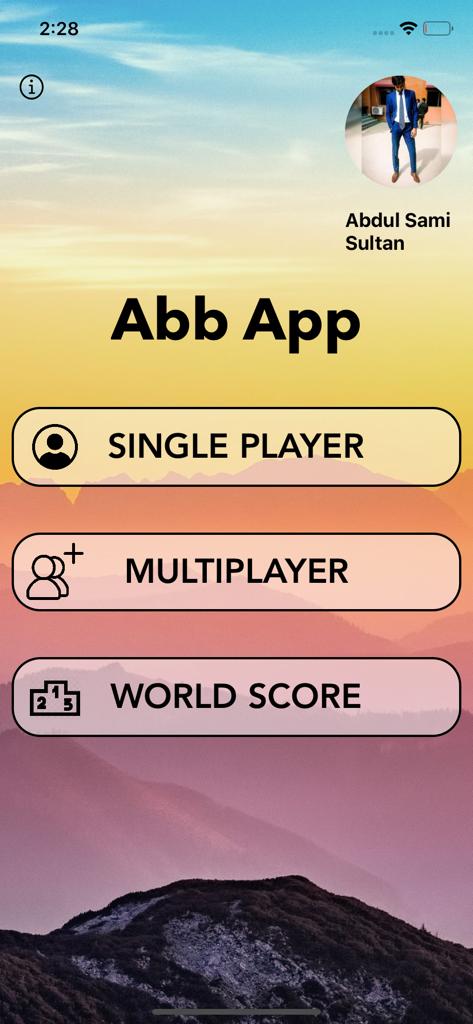 2:28
Abdul Sami
Sultan
Abb App
SINGLE PLAYER
MULTIPLAYER
WORLD SCORE